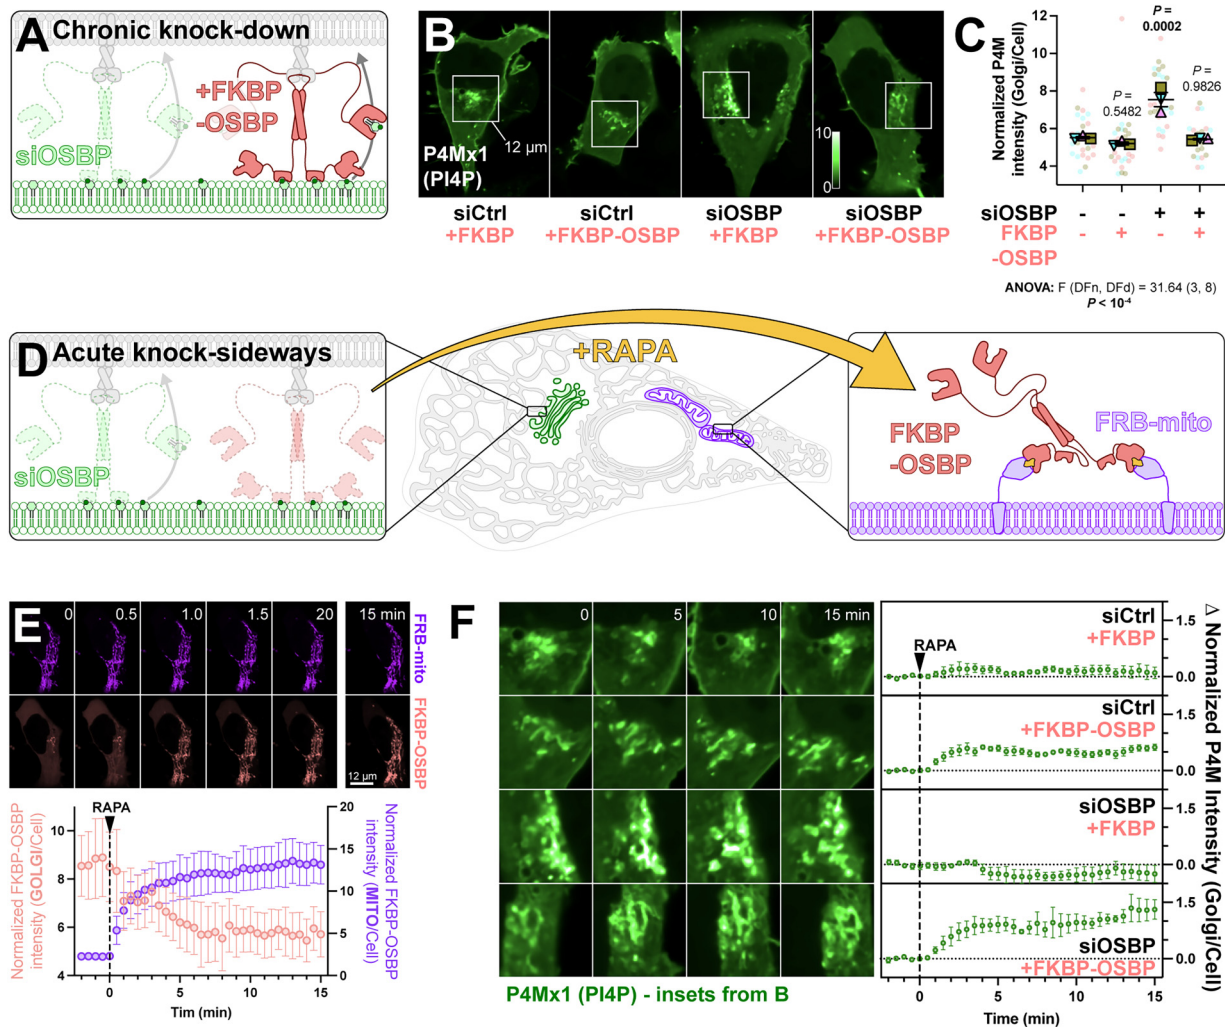 A Chronic knock-down
+FKBP
-OSBP
siOSBP
B
P4Mx1
(PI4P)
12 µm
10
0
siCtrl
+FKBP
siCtrl
+FKBP-OSBP
siOSBP
+FKBP
siOSBP
+FKBP-OSBP
C
Normalized P4M
intensity (Golgi/Cell)
12
10
8
6
4
P =
0.5482
P =
0.0002
P =
0.9826
siOSBP - - + +
FKBP - + - +
-OSBP
ANOVA: F (DFn, DFd) = 31.64 (3, 8)
P < 10⁻⁴
D Acute knock-sideways
siOSBP
+RAPA
FKBP
-OSBP
FRB-mito
E
0 0.5 1.0 1.5 20 15 min
FRB-mito
FKBP-OSBP
12 µm
RAPA
Normalized FKBP-OSBP
intensity (GOLGI/Cell)
10
8
6
4
20
15
10
5
0
Normalized FKBP-OSBP
intensity (MITO/Cell)
0 5 10 15
Tim (min)
F
0 5 10 15 min
P4Mx1 (PI4P) - insets from B
siCtrl
+FKBP
RAPA
1.5
0.0
siCtrl
+FKBP-OSBP
1.5
0.0
siOSBP
+FKBP
1.5
0.0
siOSBP
+FKBP-OSBP
1.5
0.0
0 5 10 15
Time (min)
Δ Normalized P4M Intensity (Golgi/Cell)